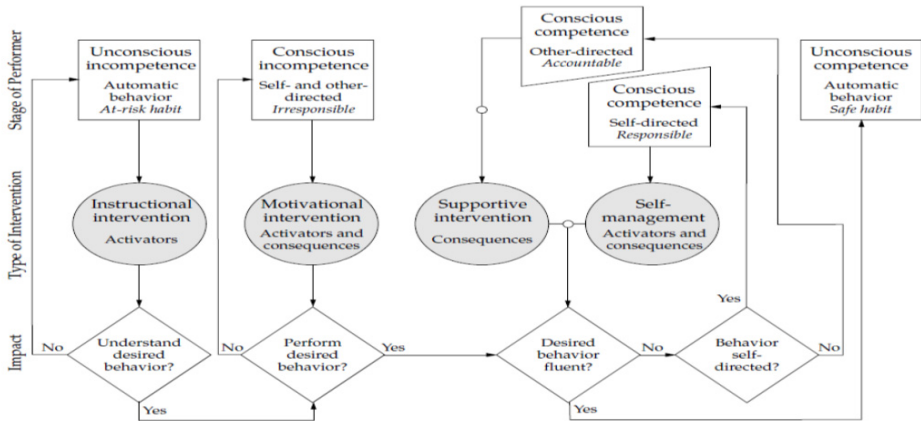 Stage of Performer
Unconscious
incompetence
Automatic
behavior
At-risk habit
Conscious
incompetence
Self- and other-
directed
Irresponsible
Conscious
competence
Other-directed
Accountable
Conscious
competence
Self-directed
Responsible
Unconscious
competence
Automatic
behavior
Safe habit
Type of Intervention
Instructional
intervention
Activators
Motivational
intervention
Activators and
consequences
Supportive
intervention
Consequences
Self-
management
Activators and
consequences
Impact
No
Understand
desired
behavior?
Yes
No
Perform
desired
behavior?
Yes
Desired
behavior
fluent?
No
Yes
Behavior
self-
directed?
Yes
No